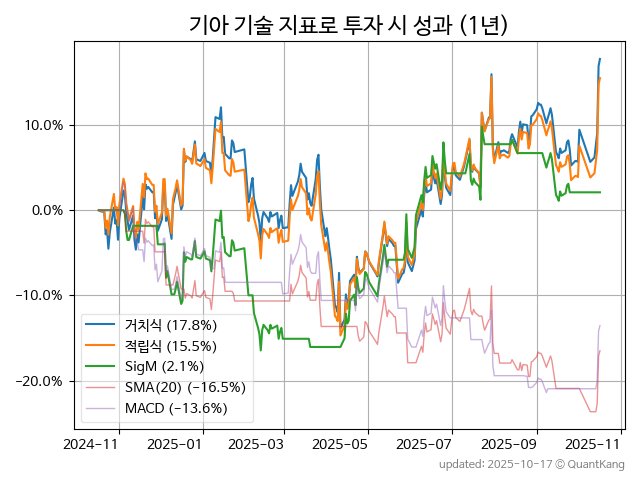 기아 기술 지표로 투자 시 성과 (1년)
10.0%
0.0%
−10.0%
−20.0%
거치식 (17.8%)
적립식 (15.5%)
SigM (2.1%)
SMA(20) (−16.5%)
MACD (−13.6%)
2024-11
2025-01
2025-03
2025-05
2025-07
2025-09
2025-11
updated: 2025-10-17 © QuantKang